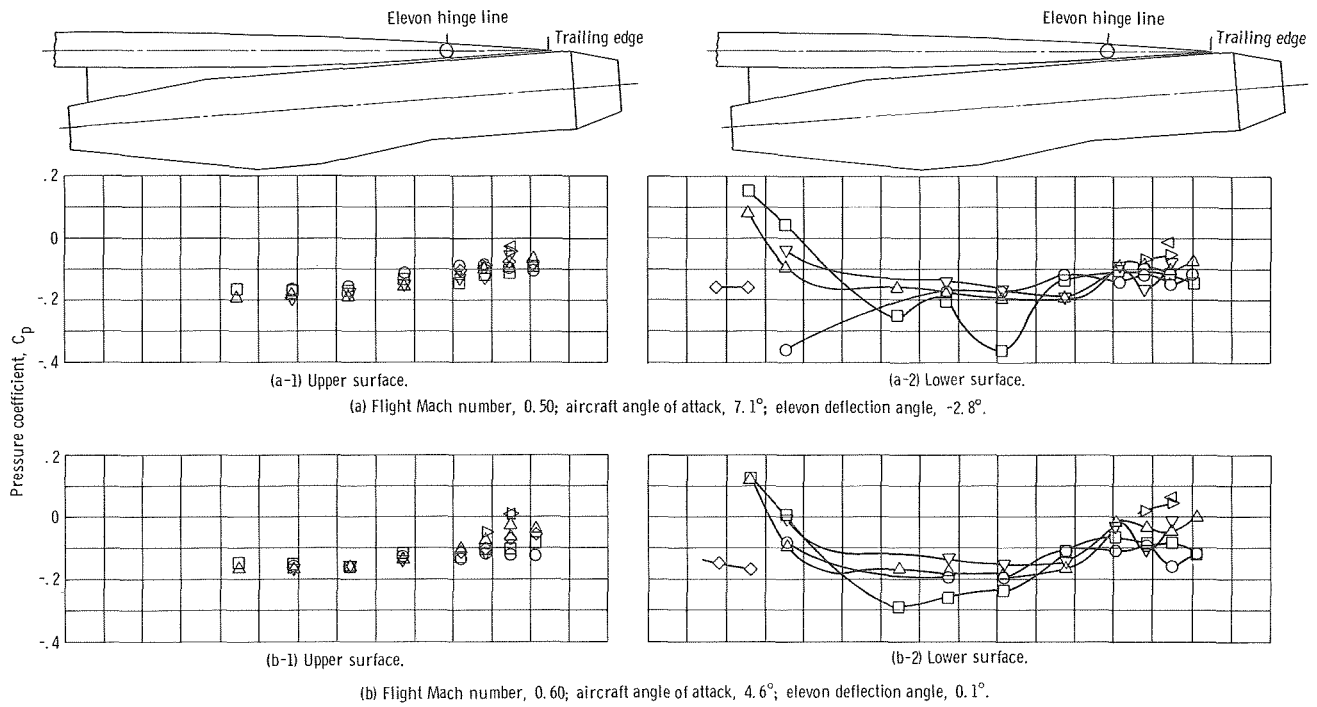 Elevon hinge line
Trailing edge
Elevon hinge line
Trailing edge
Pressure coefficient, Cp
.2
0
-.2
-.4
(a-1) Upper surface.
(a-2) Lower surface.
(a) Flight Mach number, 0.50; aircraft angle of attack, 7.1°; elevon deflection angle, -2.8°.
.2
0
-.2
-.4
(b-1) Upper surface.
(b-2) Lower surface.
(b) Flight Mach number, 0.60; aircraft angle of attack, 4.6°; elevon deflection angle, 0.1°.